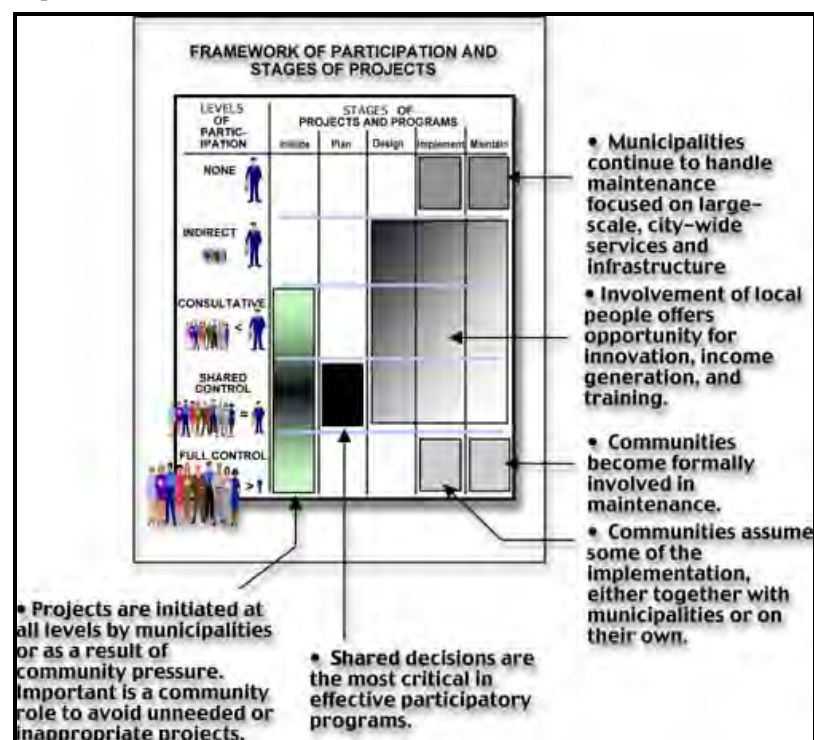 FRAMEWORK OF PARTICIPATION AND
STAGES OF PROJECTS
LEVELS
OF
PARTIC-
IPATION
STAGES OF
PROJECTS AND PROGRAMS
Initiate Plan Design Implement Maintain
NONE
INDIRECT
CONSULTATIVE
<
SHARED
CONTROL
=
FULL CONTROL
>
• Municipalities
continue to handle
maintenance
focused on large-
scale, city-wide
services and
infrastructure
• Involvement of local
people offers
opportunity for
innovation, income
generation, and
training.
• Communities
become formally
involved in
maintenance.
• Communities assume
some of the
implementation,
either together with
municipalities or on
their own.
• Projects are initiated at
all levels by municipalities
or as a result of
community pressure.
Important is a community
role to avoid unneeded or
inappropriate projects.
• Shared decisions are
the most critical in
effective participatory
programs.